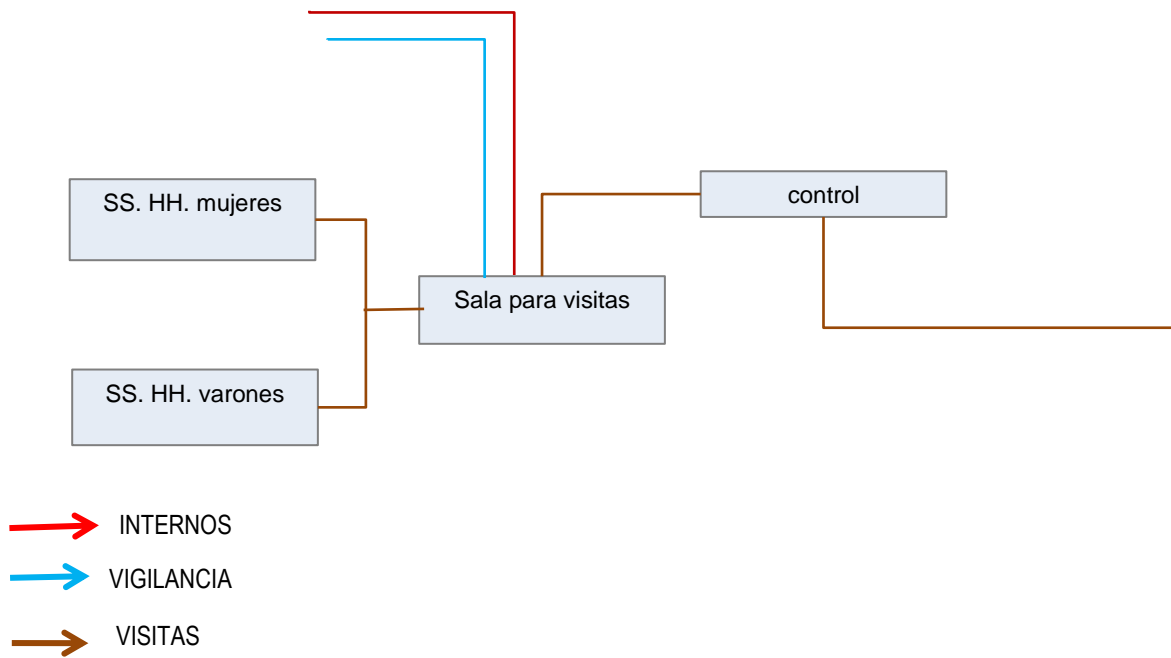 SS. HH. mujeres
control
Sala para visitas
SS. HH. varones
INTERNOS
VIGILANCIA
VISITAS